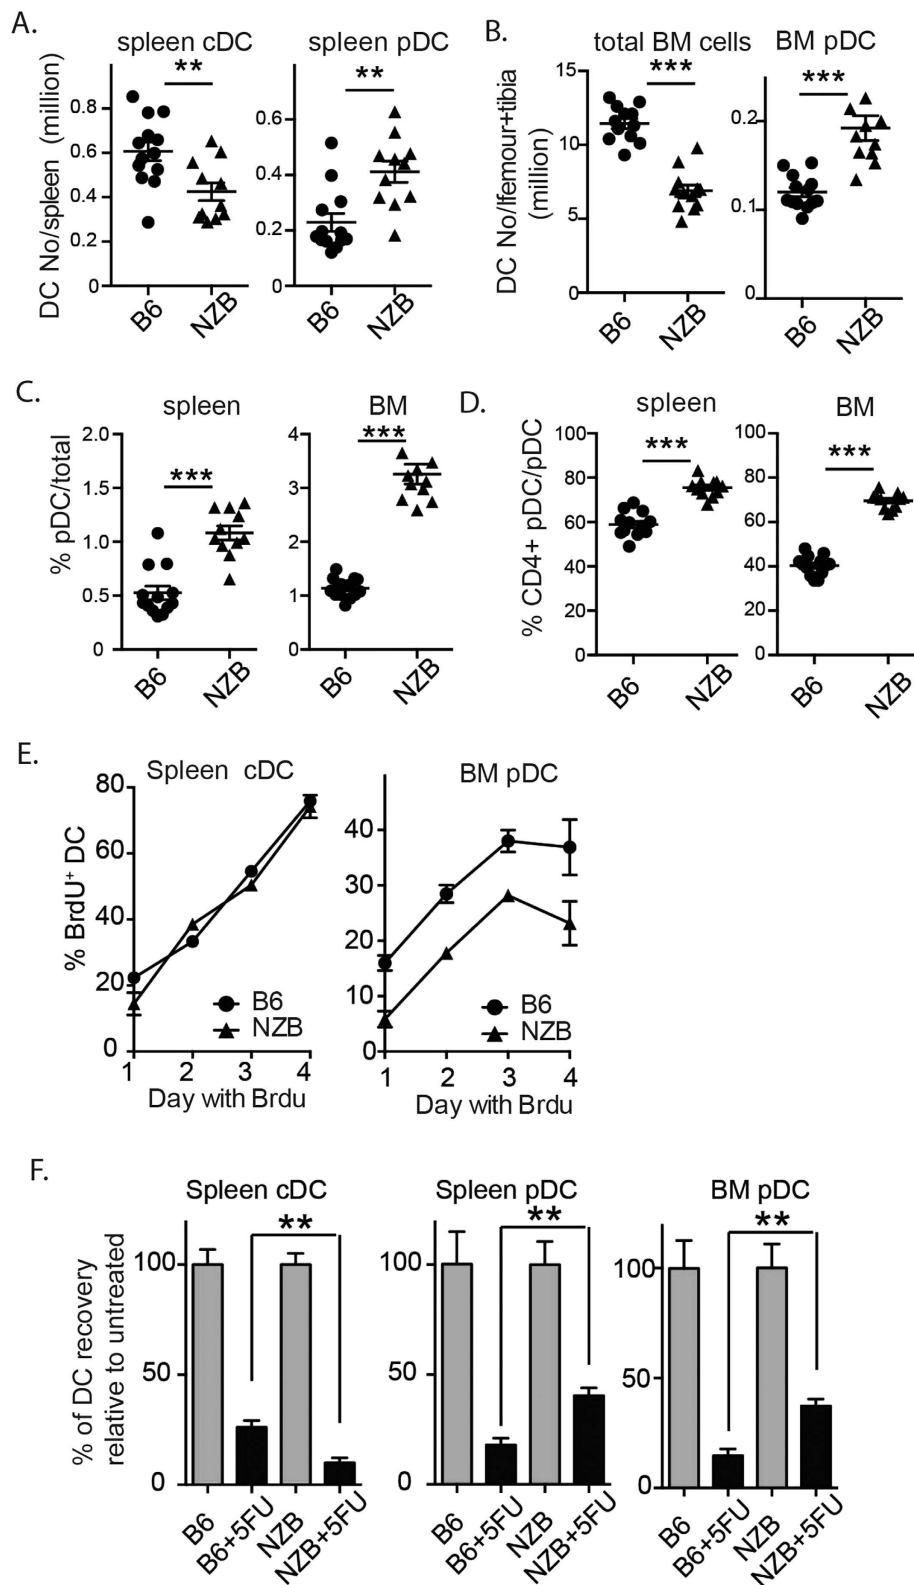 A.
spleen cDC
spleen pDC
DC No/spleen (million)
**
**
0.8
0.6
0.4
0.2
0
0.6
0.4
0.2
0
B6
NZB
B6
NZB
B.
total BM cells
BM pDC
DC No/lfemour+tibia
(million)
***
***
15
10
5
0
0.2
0.1
0
B6
NZB
B6
NZB
C.
spleen
BM
% pDC/total
***
***
2.0
1.5
1.0
0.5
0
4
3
2
1
0
B6
NZB
B6
NZB
D.
spleen
BM
% CD4+ pDC/pDC
***
***
100
80
60
40
20
0
100
80
60
40
20
0
B6
NZB
B6
NZB
E.
Spleen cDC
BM pDC
% BrdU⁺ DC
80
60
40
20
0
40
30
20
10
0
B6
NZB
B6
NZB
1 2 3 4
1 2 3 4
Day with Brdu
Day with Brdu
F.
Spleen cDC
Spleen pDC
BM pDC
% of DC recovery
relative to untreated
**
**
**
100
50
0
100
50
0
100
50
0
B6
B6+5FU
NZB
NZB+5FU
B6
B6+5FU
NZB
NZB+5FU
B6
B6+5FU
NZB
NZB+5FU